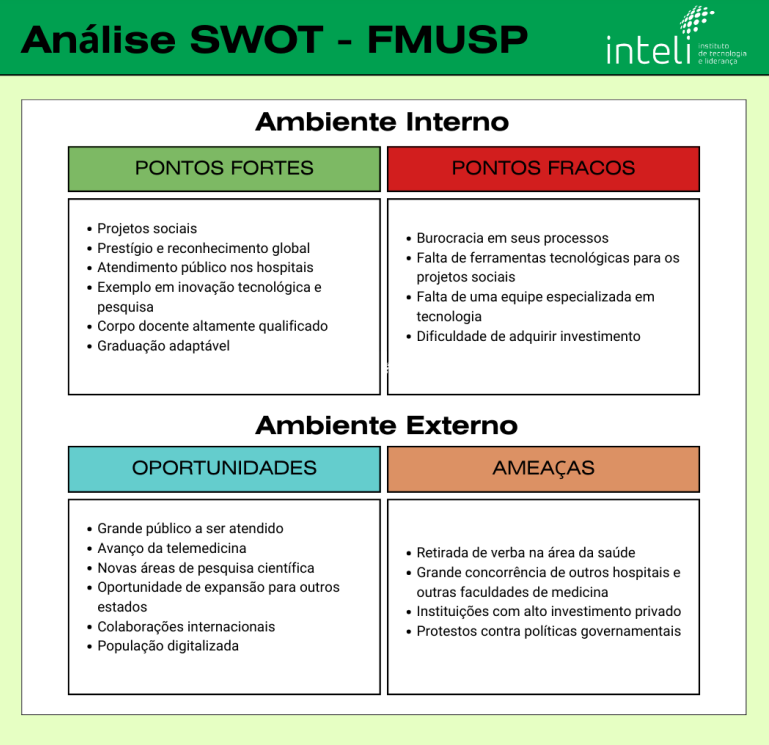 Análise SWOT - FMUSP
inteli
instituto
de tecnologia
e liderança
Ambiente Interno
PONTOS FORTES
• Projetos sociais
• Prestígio e reconhecimento global
• Atendimento público nos hospitais
• Exemplo em inovação tecnológica e
pesquisa
• Corpo docente altamente qualificado
• Graduação adaptável
PONTOS FRACOS
• Burocracia em seus processos
• Falta de ferramentas tecnológicas para os
projetos sociais
• Falta de uma equipe especializada em
tecnologia
• Dificuldade de adquirir investimento
Ambiente Externo
OPORTUNIDADES
• Grande público a ser atendido
• Avanço da telemedicina
• Novas áreas de pesquisa científica
• Oportunidade de expansão para outros
estados
• Colaborações internacionais
• População digitalizada
AMEAÇAS
• Retirada de verba na área da saúde
• Grande concorrência de outros hospitais e
outras faculdades de medicina
• Instituições com alto investimento privado
• Protestos contra políticas governamentais